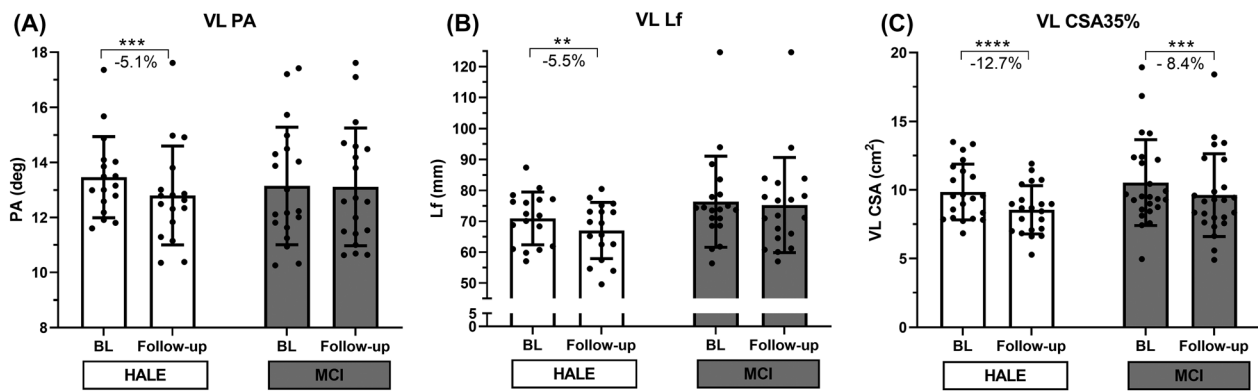 (A)
VL PA
***
-5.1%
PA (deg)
18
16
14
12
10
8
BL
Follow-up
BL
Follow-up
HALE
MCI
(B)
VL Lf
**
-5.5%
Lf (mm)
120
110
100
90
80
70
60
50
5
0
BL
Follow-up
BL
Follow-up
HALE
MCI
(C)
VL CSA35%
****
-12.7%
***
- 8.4%
VL CSA (cm²)
20
15
10
5
0
BL
Follow-up
BL
Follow-up
HALE
MCI